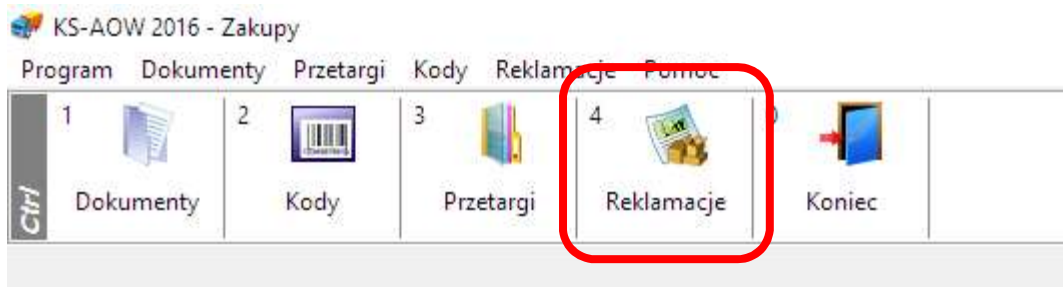 KS-AOW 2016 - Zakupy
Program Dokumenty Przetargi Kody Reklamacje Pomoc
1 2 3 4
Dokumenty Kody Przetargi Reklamacje Koniec
Ctrl